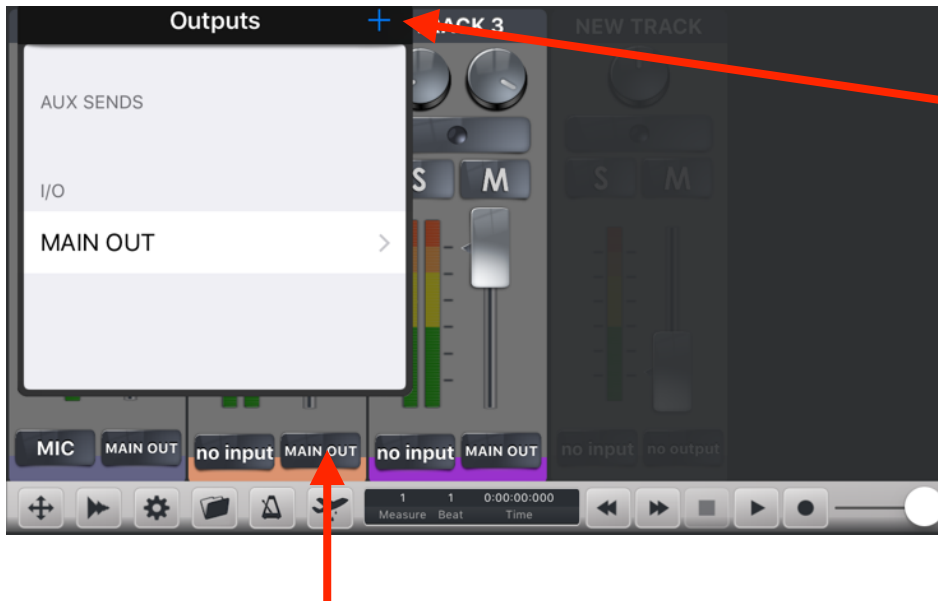 Outputs
TRACK 3
NEW TRACK
AUX SENDS
I/O
MAIN OUT
S M
S M
MIC
MAIN OUT
no input
MAIN OUT
no input
MAIN OUT
no input
no output
1 1 0:00:00:000
Measure Beat Time